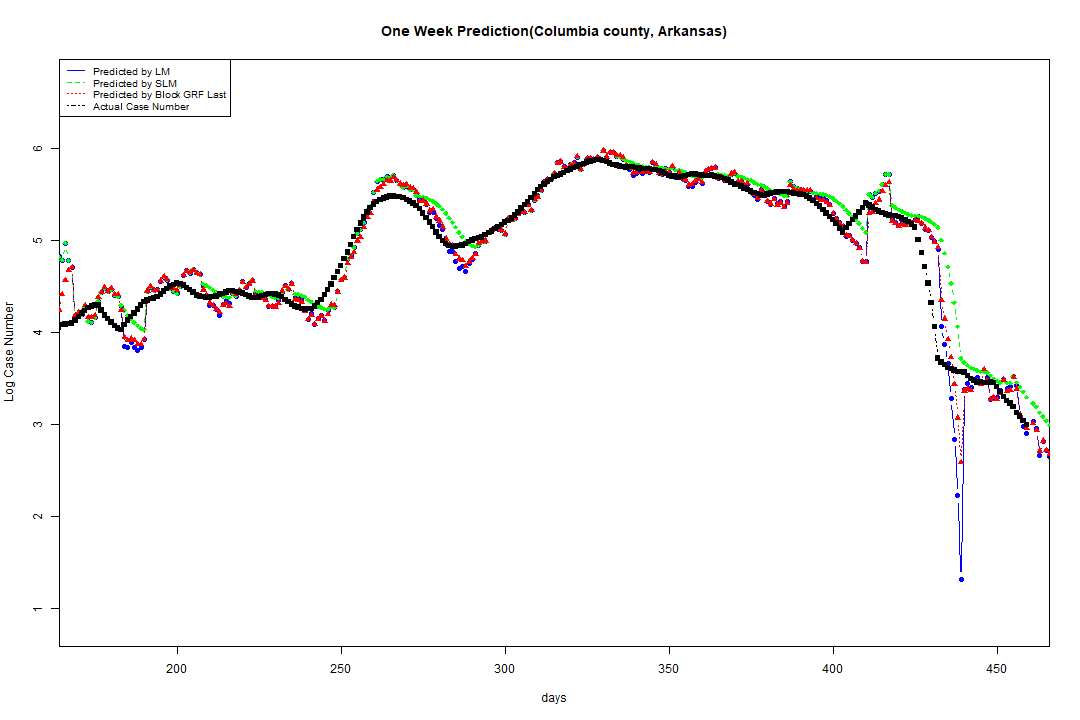 One Week Prediction(Columbia county, Arkansas)
Predicted by LM
Predicted by SLM
Predicted by Block GRF Last
Actual Case Number
Log Case Number
6
5
4
3
2
1
200 250 300 350 400 450
days